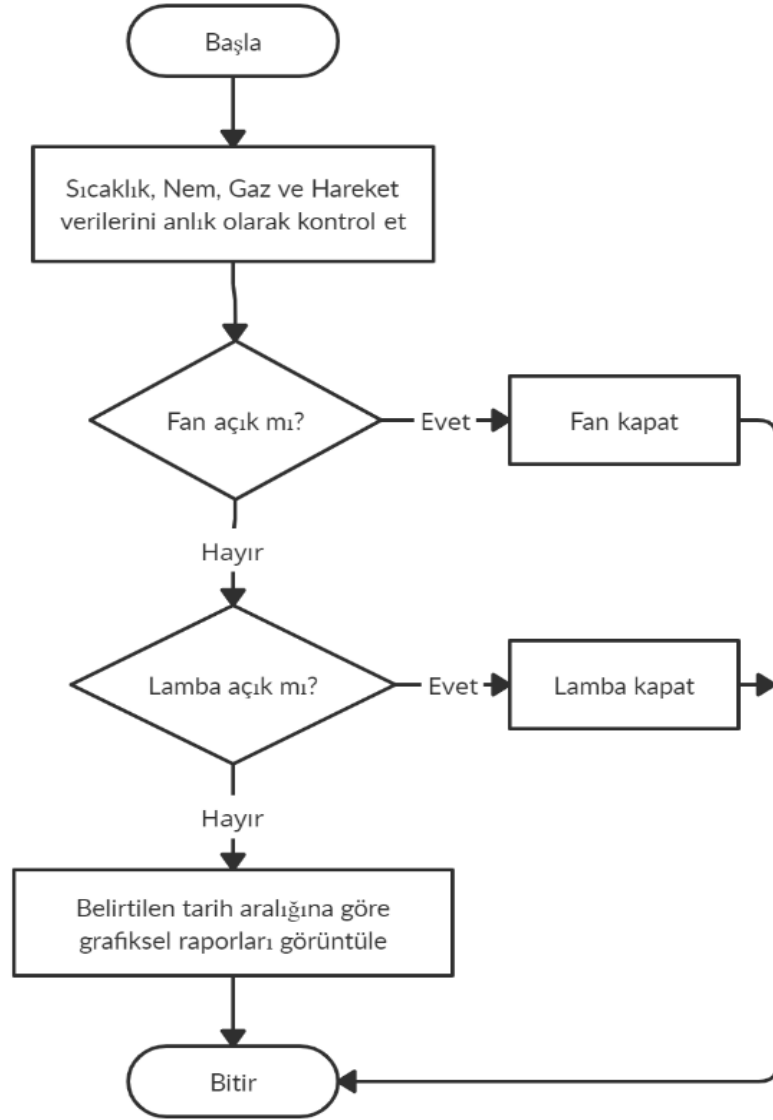 Başla
Sıcaklık, Nem, Gaz ve Hareket
verilerini anlık olarak kontrol et
Fan açık mı?
Evet
Fan kapat
Hayır
Lamba açık mı?
Evet
Lamba kapat
Hayır
Belirtilen tarih aralığına göre
grafiksel raporları görüntüle
Bitir